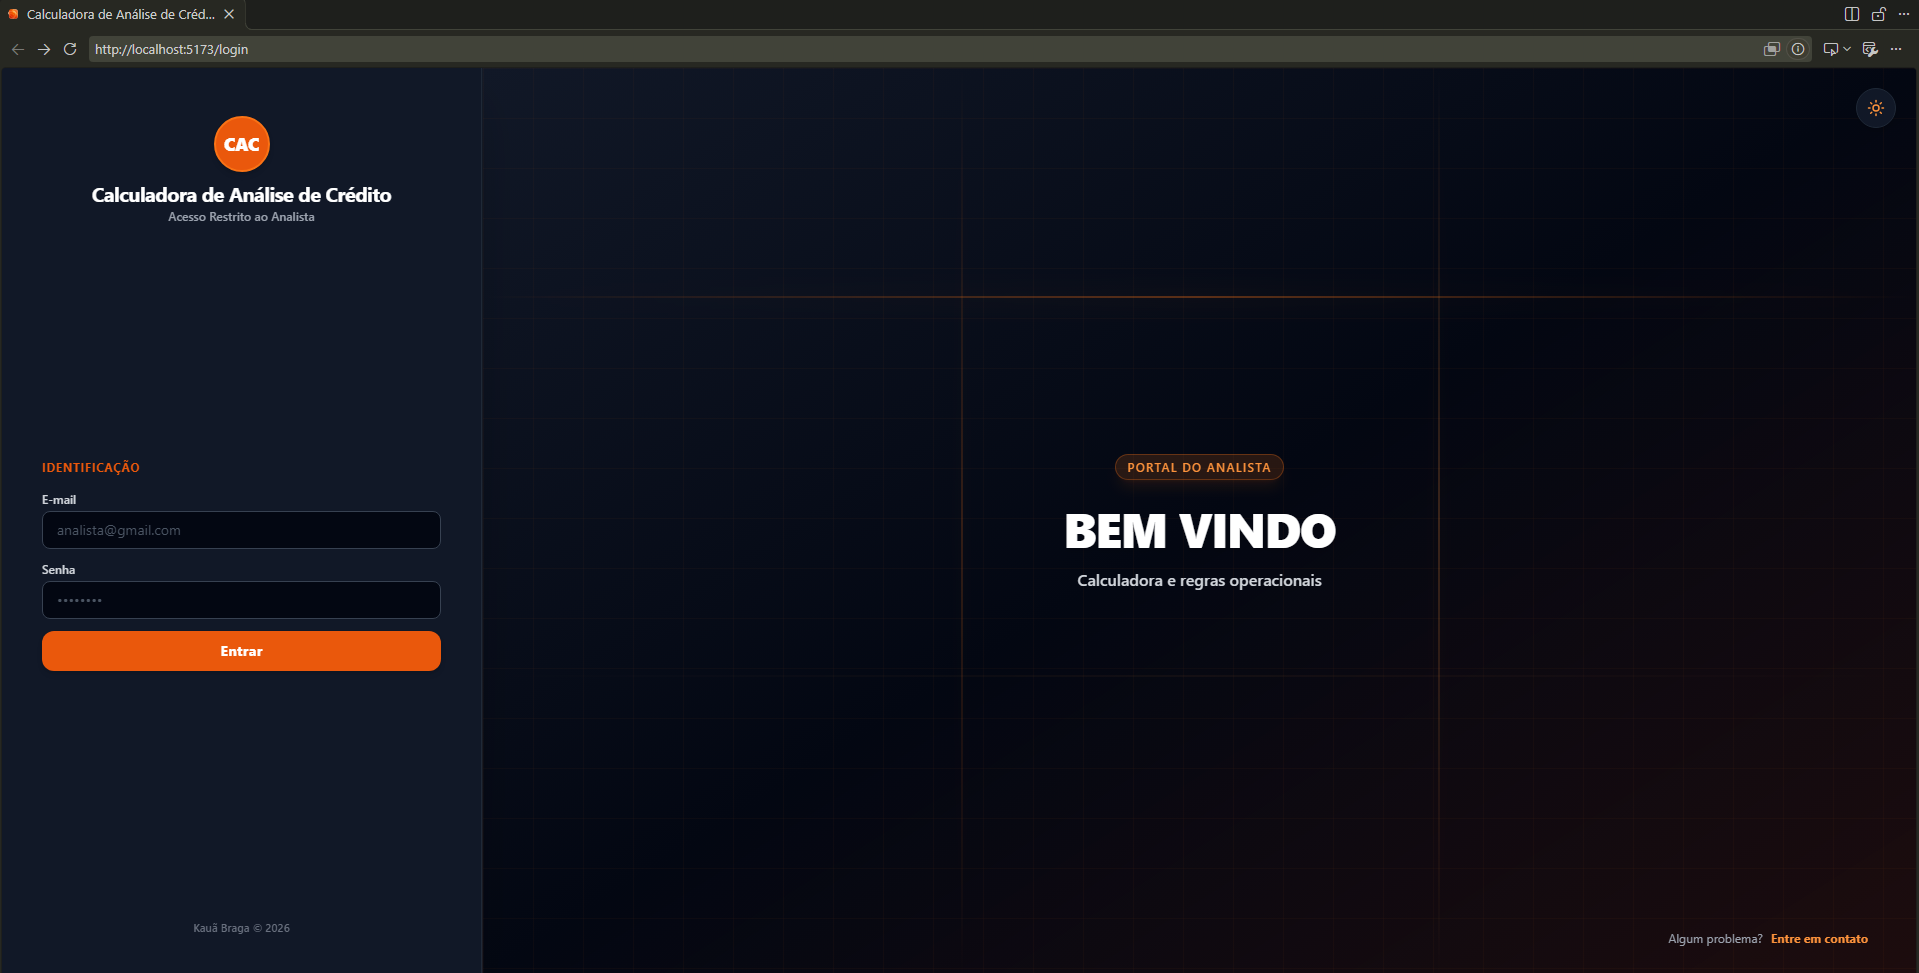 Calculadora de Análise de Créd...
http://localhost:5173/login
CAC
Calculadora de Análise de Crédito
Acesso Restrito ao Analista
IDENTIFICAÇÃO
E-mail
analista@gmail.com
Senha
••••••••
Entrar
Kauã Braga © 2026
PORTAL DO ANALISTA
BEM VINDO
Calculadora e regras operacionais
Algum problema? Entre em contato